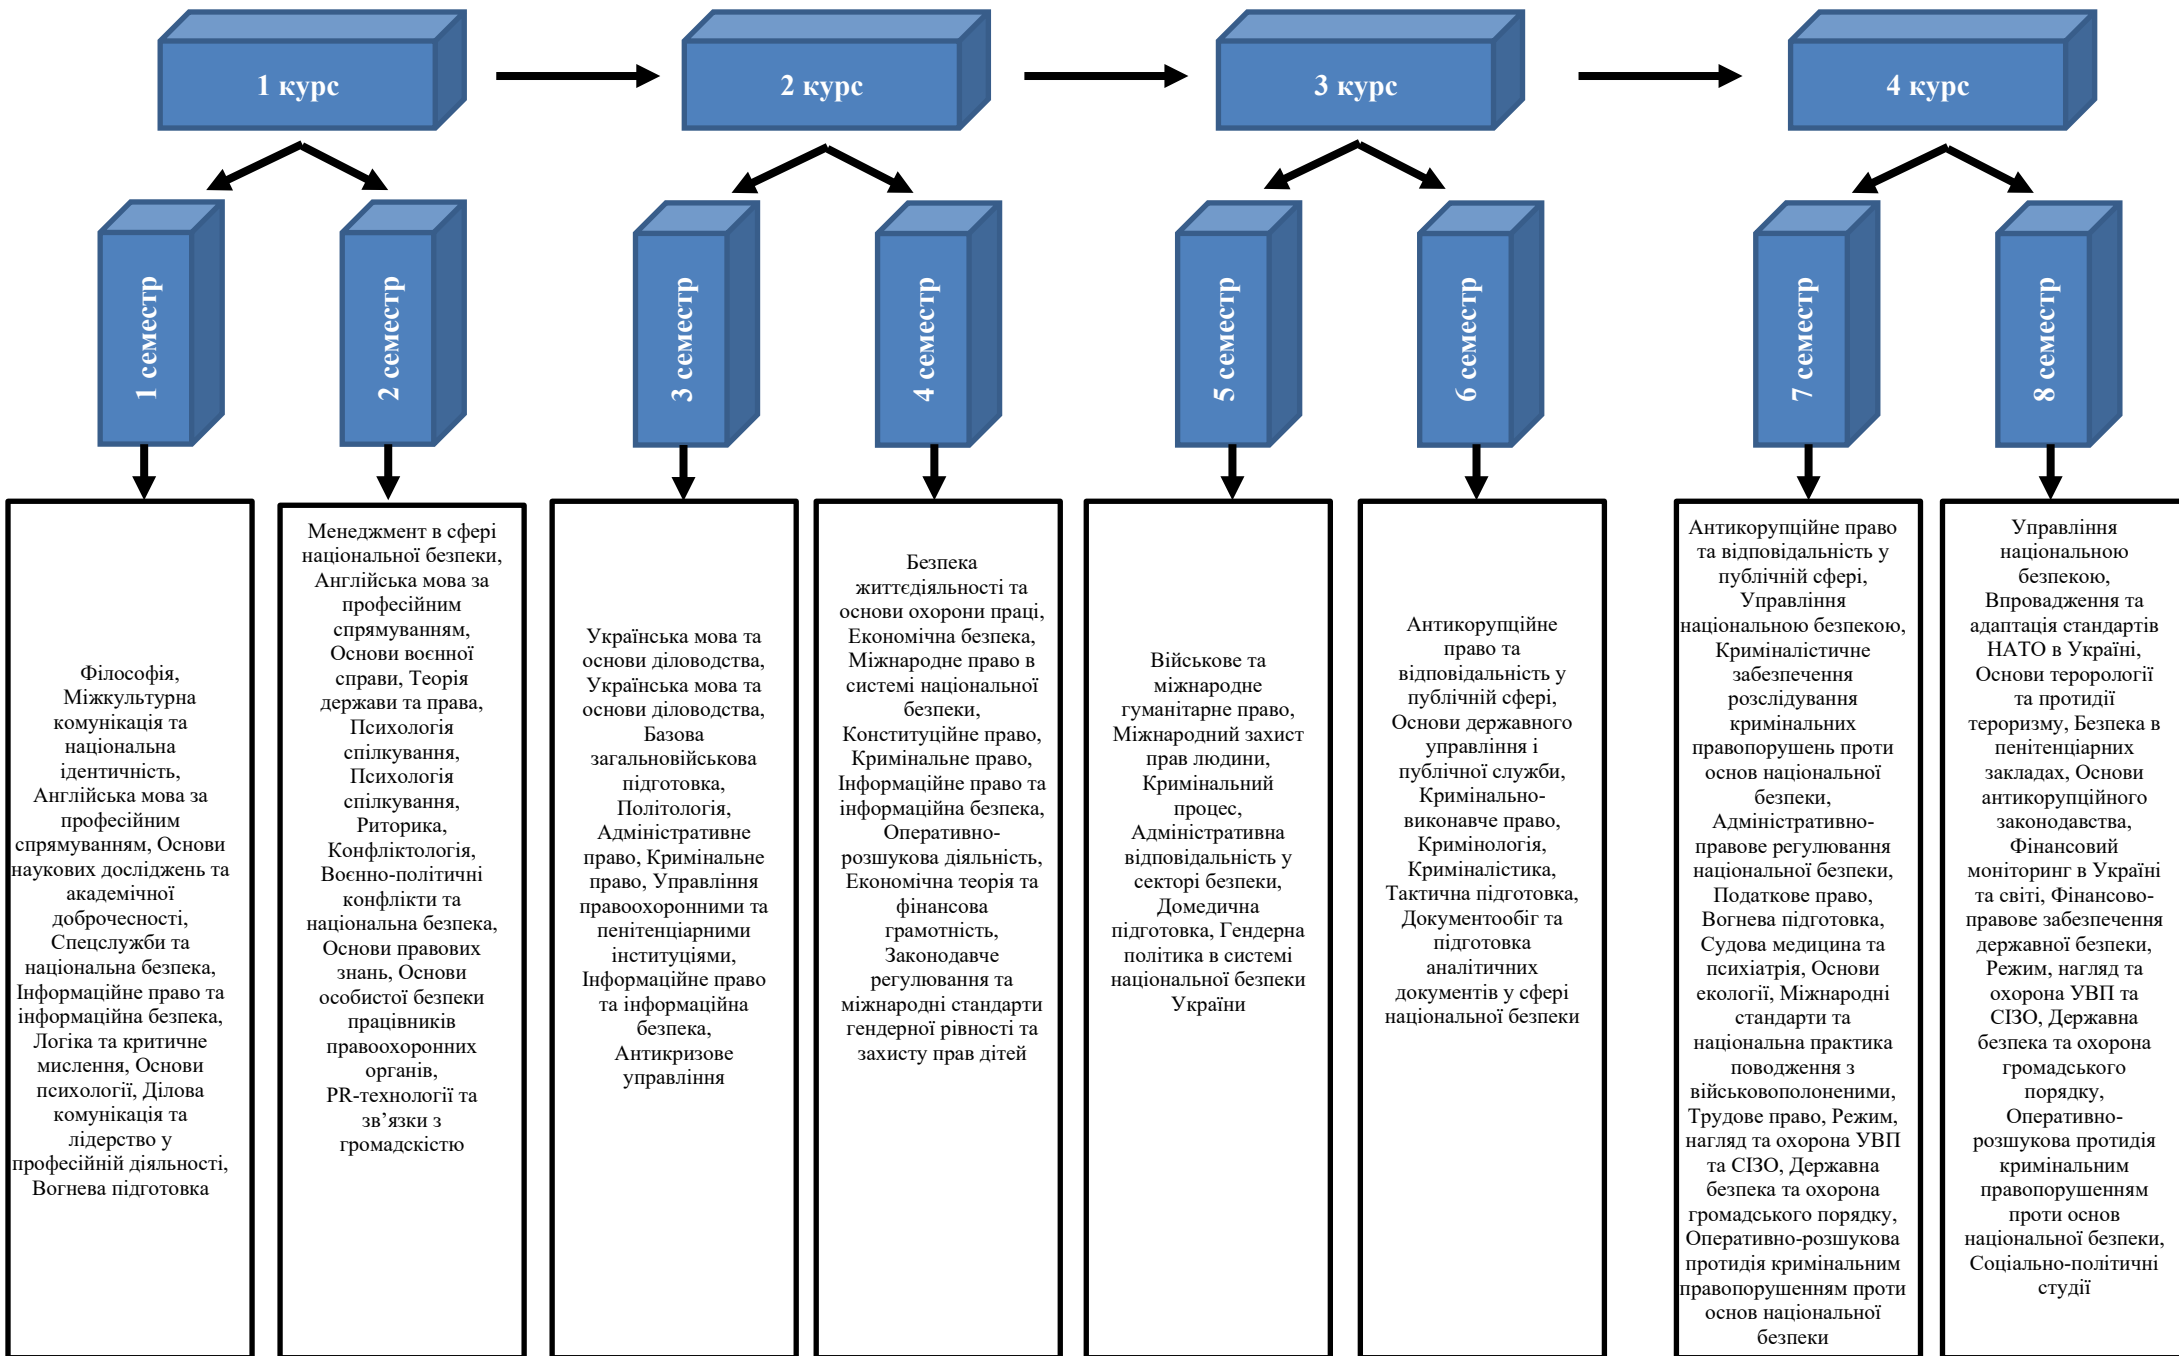 1 курс
2 курс
3 курс
4 курс
1 семестр
2 семестр
3 семестр
4 семестр
5 семестр
6 семестр
7 семестр
8 семестр
Філософія,
Міжкультурна
комунікація та
національна
ідентичність,
Англійська мова за
професійним
спрямуванням, Основи
наукових досліджень та
академічної
доброчесності,
Спецслужби та
національна безпека,
Інформаційне право та
інформаційна безпека,
Логіка та критичне
мислення, Основи
психології, Ділова
комунікація та
лідерство у
професійній діяльності,
Вогнева підготовка
Менеджмент в сфері
національної безпеки,
Англійська мова за
професійним
спрямуванням,
Основи воєнної
справи, Теорія
держави та права,
Психологія
спілкування,
Психологія
спілкування,
Риторика,
Конфліктологія,
Воєнно-політичні
конфлікти та
національна безпека,
Основи правових
знань, Основи
особистої безпеки
працівників
правоохоронних
органів,
PR-технології та
зв’язки з
громадскістю
Українська мова та
основи діловодства,
Українська мова та
основи діловодства,
Базова
загальновійськова
підготовка,
Політологія,
Адміністративне
право, Кримінальне
право, Управління
правоохоронними та
пенітенціарними
інституціями,
Інформаційне право
та інформаційна
безпека,
Антикризове
управління
Безпека
життєдіяльності та
основи охорони праці,
Економічна безпека,
Міжнародне право в
системі національної
безпеки,
Конституційне право,
Кримінальне право,
Інформаційне право та
інформаційна безпека,
Оперативно-
розшукова діяльність,
Економічна теорія та
фінансова
грамотність,
Законодавче
регулювання та
міжнародні стандарти
гендерної рівності та
захисту прав дітей
Військове та
міжнародне
гуманітарне право,
Міжнародний захист
прав людини,
Кримінальний
процес,
Адміністративна
відповідальність у
секторі безпеки,
Домедична
підготовка, Гендерна
політика в системі
національної безпеки
України
Антикорупційне
право та
відповідальність у
публічній сфері,
Основи державного
управління і
публічної служби,
Кримінально-
виконавче право,
Кримінологія,
Криміналістика,
Тактична підготовка,
Документообіг та
підготовка
аналітичних
документів у сфері
національної безпеки
Антикорупційне право
та відповідальність у
публічній сфері,
Управління
національною безпекою,
Криміналістичне
забезпечення
розслідування
кримінальних
правопорушень проти
основ національної
безпеки,
Адміністративно-
правове регулювання
національної безпеки,
Податкове право,
Вогнева підготовка,
Судова медицина та
психіатрія, Основи
екології, Міжнародні
стандарти та
національна практика
поводження з
військовополоненими,
Трудове право, Режим,
нагляд та охорона УВП
та СІЗО, Державна
безпека та охорона
громадського порядку,
Оперативно-розшукова
протидія кримінальним
правопорушенням проти
основ національної
безпеки
Управління
національною
безпекою,
Впровадження та
адаптація стандартів
НАТО в Україні,
Основи терорології
та протидії
тероризму, Безпека в
пенітенціарних
закладах, Основи
антикорупційного
законодавства,
Фінансовий
моніторинг в Україні
та світі, Фінансово-
правове забезпечення
державної безпеки,
Режим, нагляд та
охорона УВП та
СІЗО, Державна
безпека та охорона
громадського
порядку,
Оперативно-
розшукова протидія
кримінальним
правопорушенням
проти основ
національної безпеки,
Соціально-політичні
студії